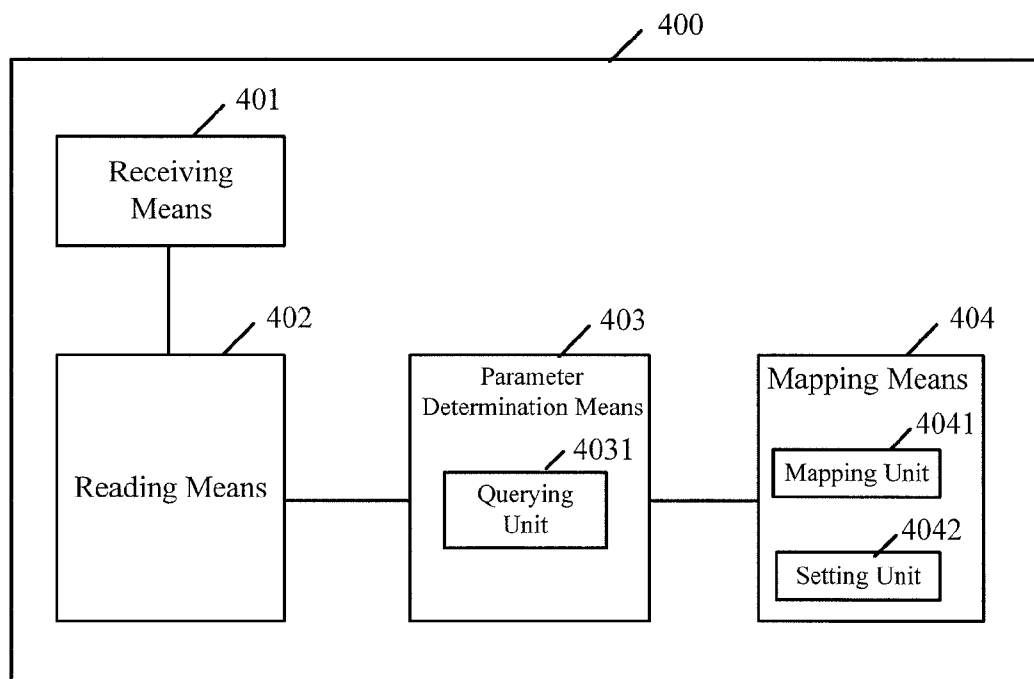 400
401
Receiving
Means
402
403
404
Reading Means
Parameter
Determination Means
4031
Querying
Unit
Mapping Means
4041
Mapping Unit
4042
Setting Unit